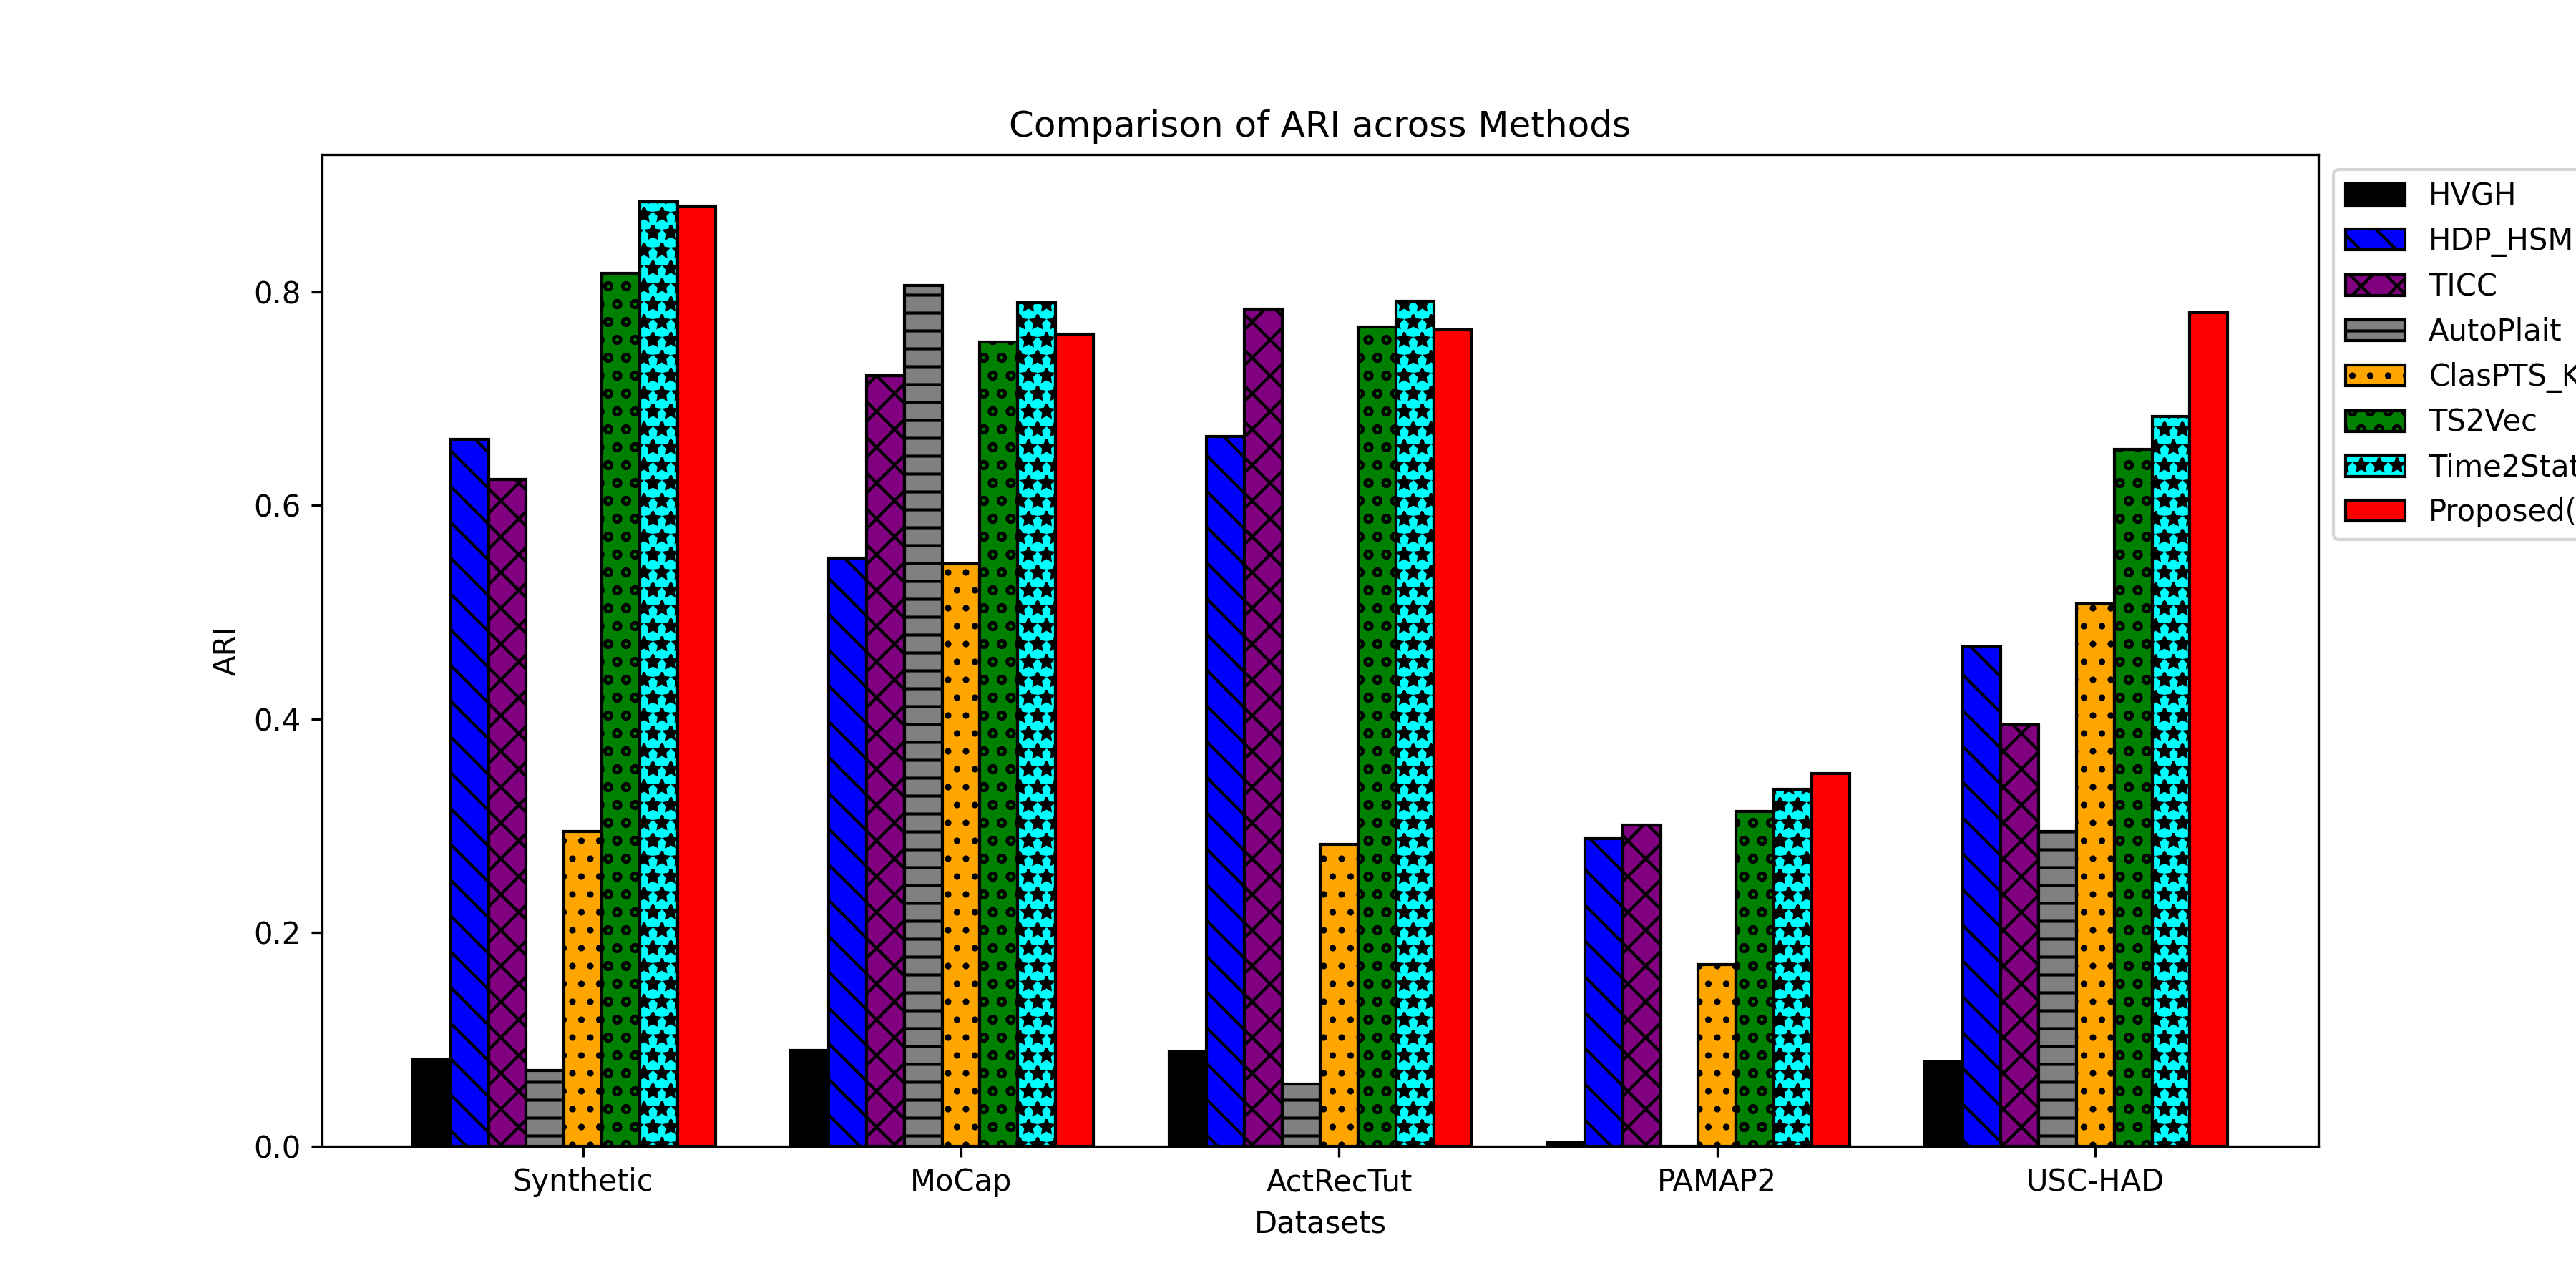 Comparison of ARI across Methods
ARI
0.8
0.6
0.4
0.2
0.0
Synthetic
MoCap
ActRecTut
PAMAP2
USC-HAD
Datasets
HVGH
HDP_HSM
TICC
AutoPlait
ClasPTS_K
TS2Vec
Time2Stat
Proposed(